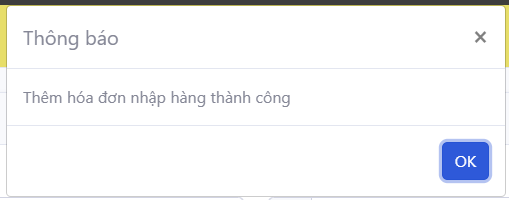 Thông báo
×
Thêm hóa đơn nhập hàng thành công
OK